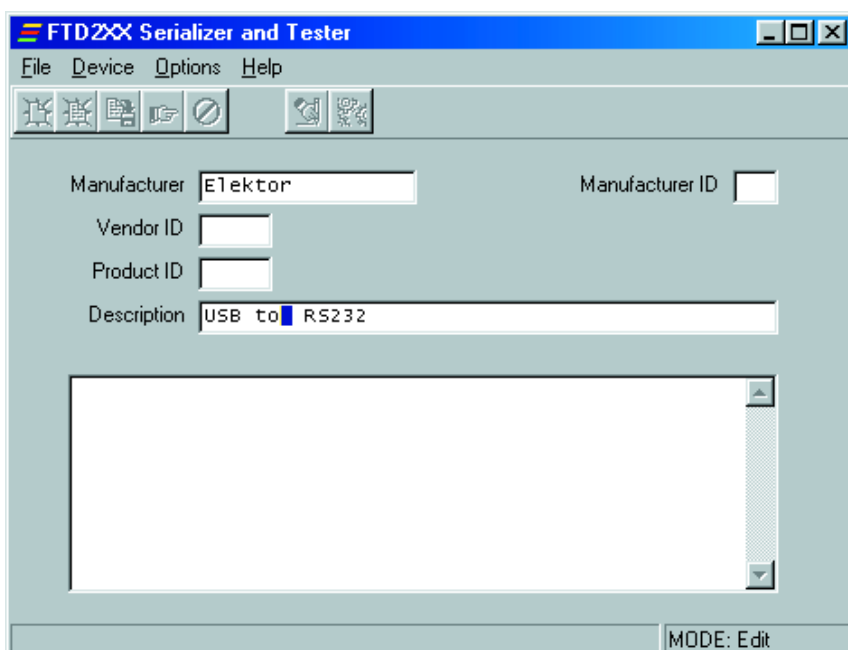 FTD2XX Serializer and Tester
File Device Options Help
Manufacturer Elektor Manufacturer ID
Vendor ID
Product ID
Description USB to RS232
MODE: Edit